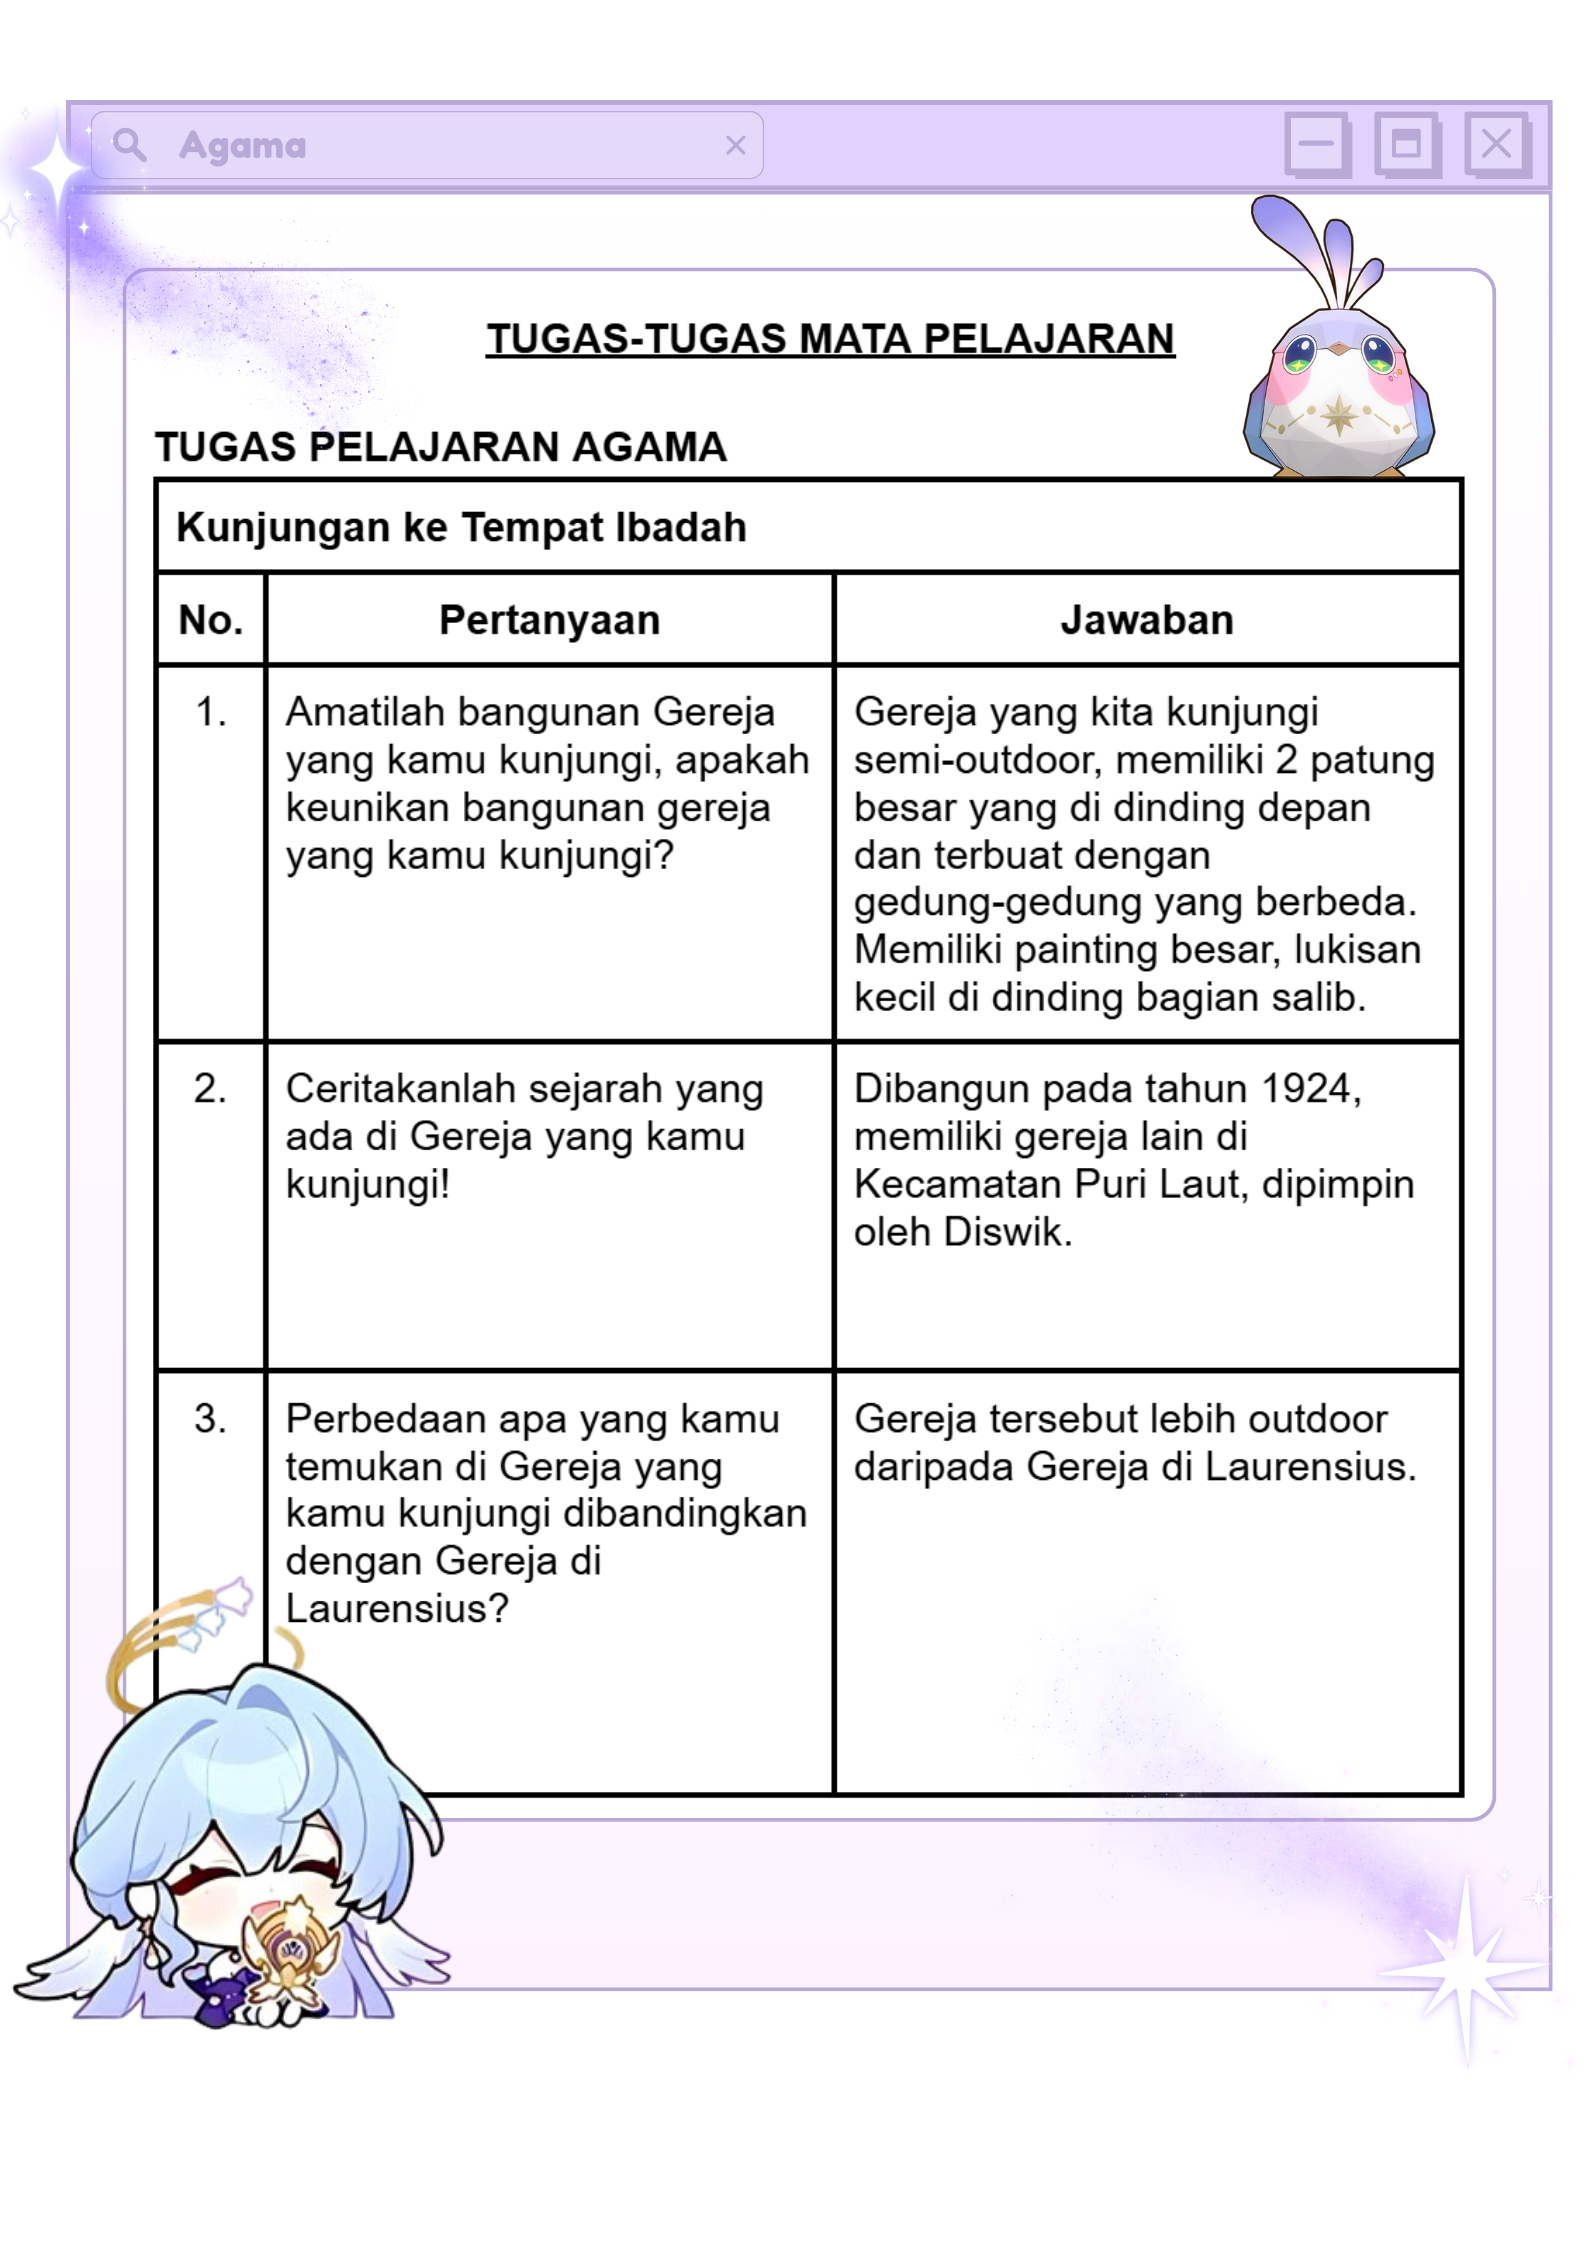 Agama
TUGAS-TUGAS MATA PELAJARAN
TUGAS PELAJARAN AGAMA
Kunjungan ke Tempat Ibadah
No.
Pertanyaan
Jawaban
1.
Amatilah bangunan Gereja
yang kamu kunjungi, apakah
keunikan bangunan gereja
yang kamu kunjungi?
Gereja yang kita kunjungi
semi-outdoor, memiliki 2 patung
besar yang di dinding depan
dan terbuat dengan
gedung-gedung yang berbeda.
Memiliki painting besar, lukisan
kecil di dinding bagian salib.
2.
Ceritakanlah sejarah yang
ada di Gereja yang kamu
kunjungi!
Dibangun pada tahun 1924,
memiliki gereja lain di
Kecamatan Puri Laut, dipimpin
oleh Diswik.
3.
Perbedaan apa yang kamu
temukan di Gereja yang
kamu kunjungi dibandingkan
dengan Gereja di
Laurensius?
Gereja tersebut lebih outdoor
daripada Gereja di Laurensius.